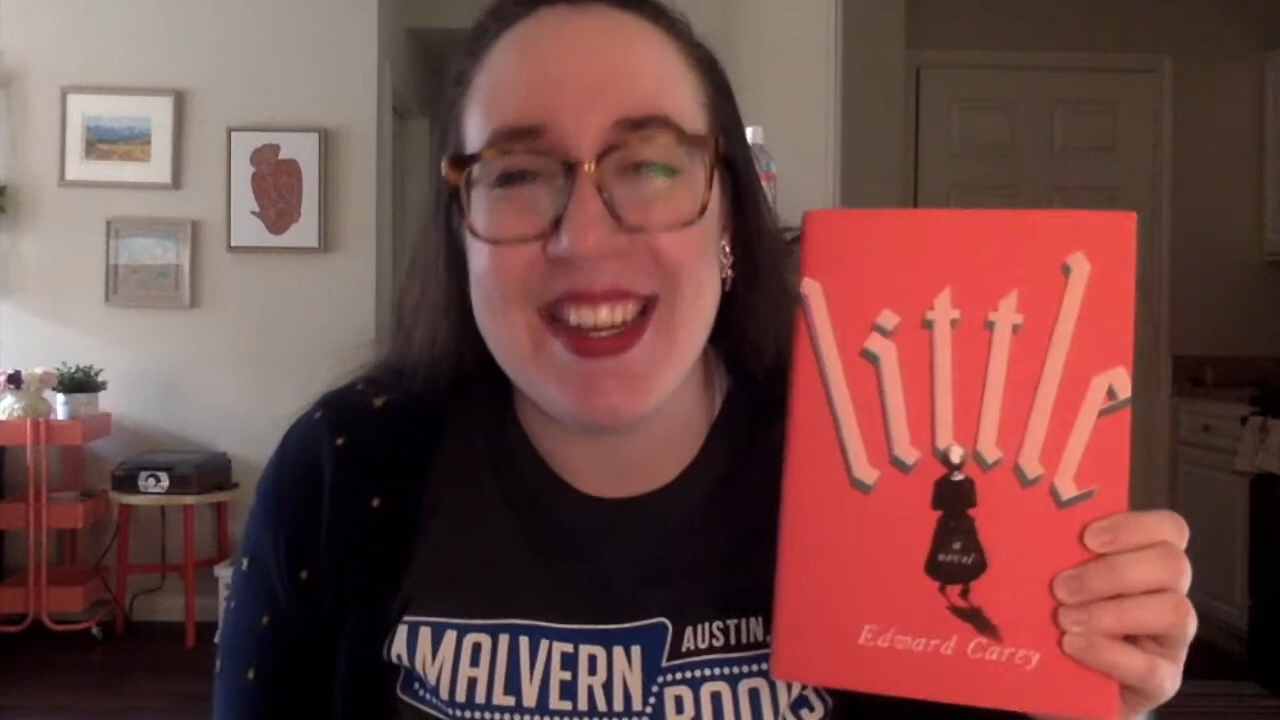 little
a
novel
Edward Carey
MALVERN
AUSTIN,
BOOKS